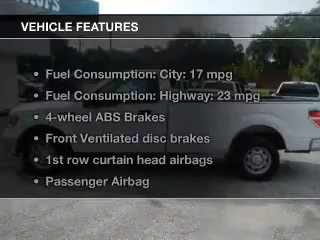 VEHICLE FEATURES
• Fuel Consumption: City: 17 mpg
• Fuel Consumption: Highway: 23 mpg
• 4-wheel ABS Brakes
• Front Ventilated disc brakes
• 1st row curtain head airbags
• Passenger Airbag